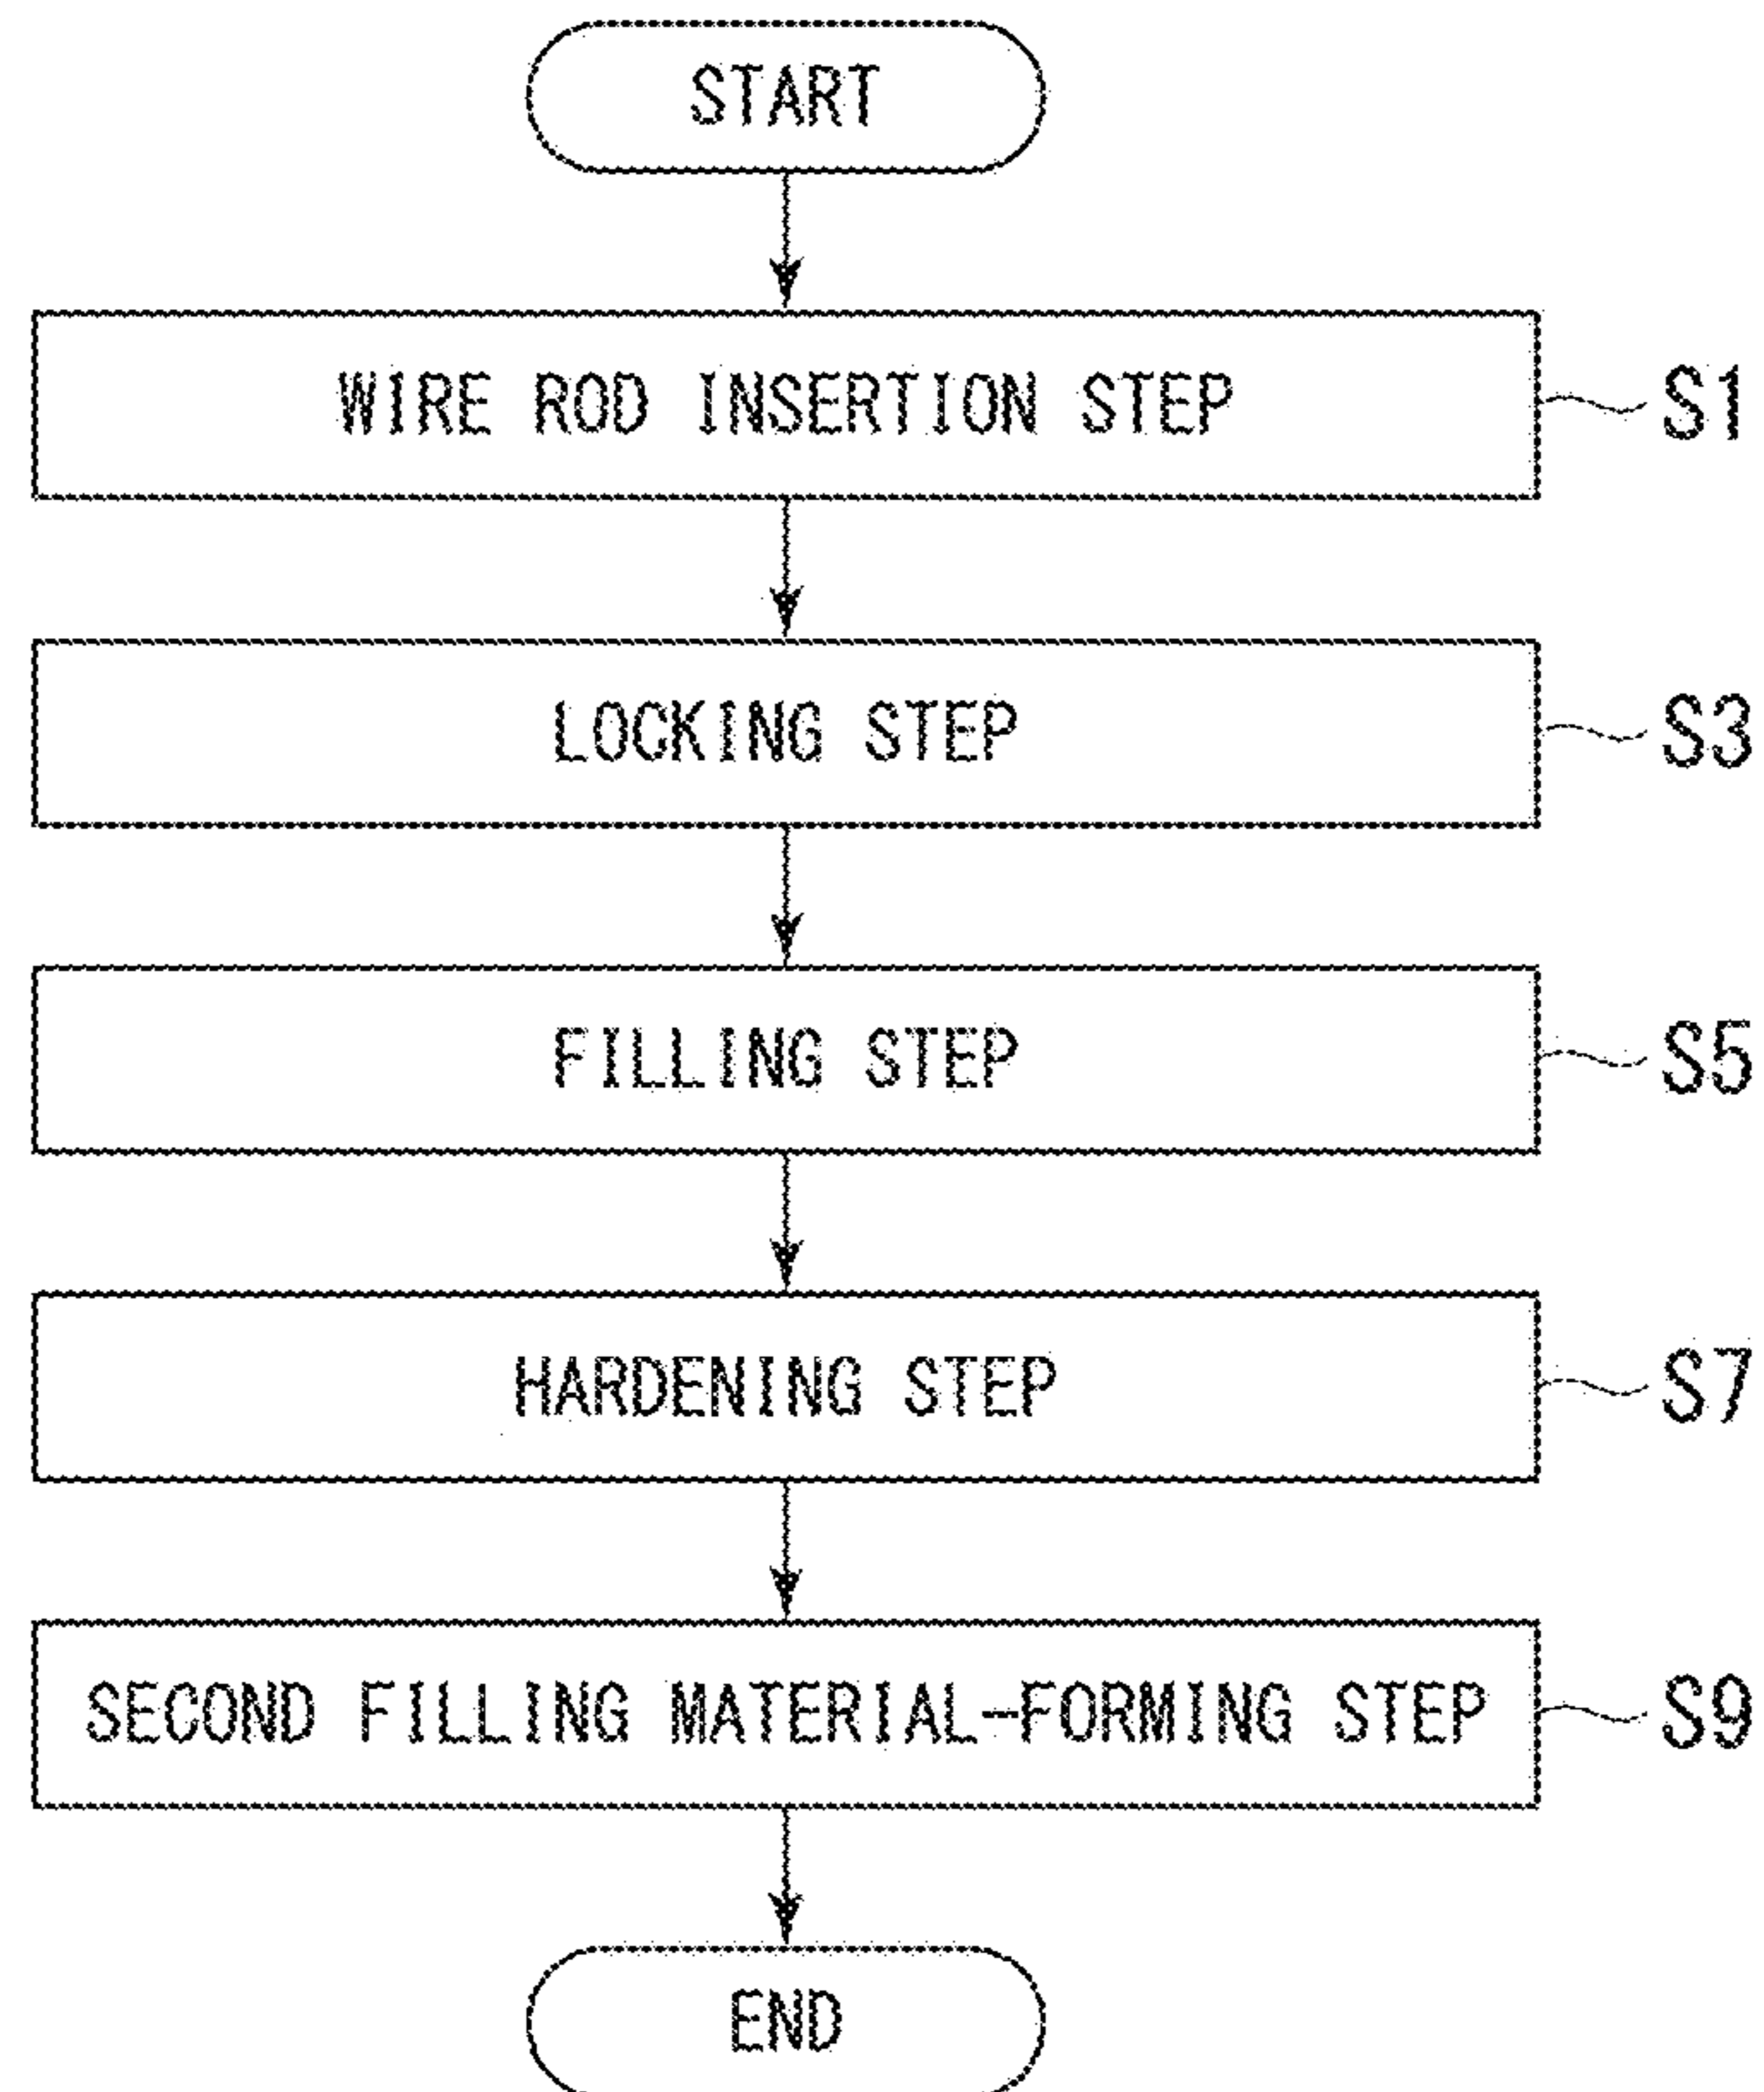 START
WIRE ROD INSERTION STEP S1
LOCKING STEP S3
FILLING STEP S5
HARDENING STEP S7
SECOND FILLING MATERIAL-FORMING STEP S9
END